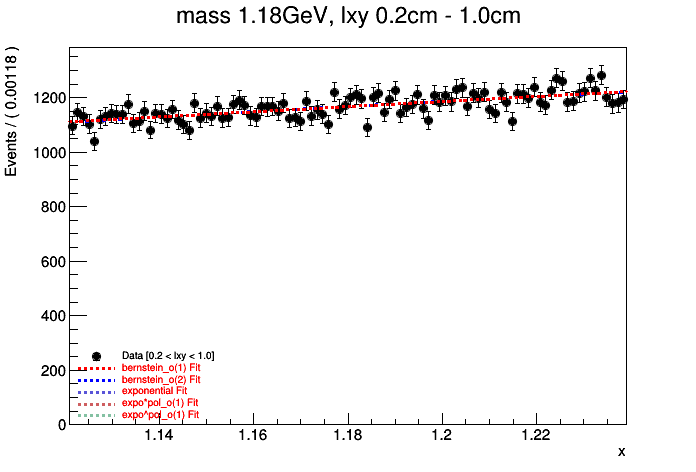 mass 1.18GeV, lxy 0.2cm - 1.0cm
Events / ( 0.00118 )
1200
1000
800
600
400
200
0
Data [0.2 < lxy < 1.0]
bernstein_o(1) Fit
bernstein_o(2) Fit
exponential Fit
expo*pol_o(1) Fit
expo^pol_o(1) Fit
1.14 1.16 1.18 1.2 1.22
x